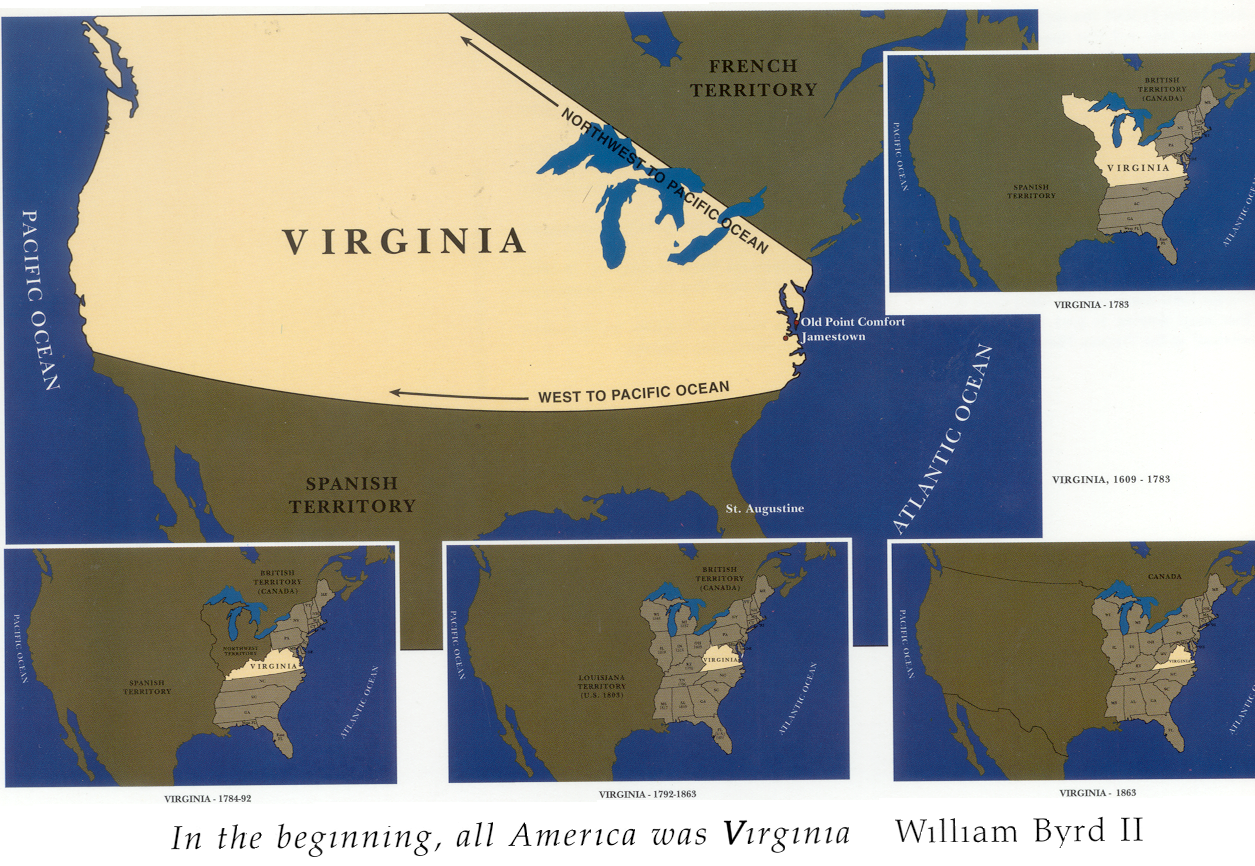 FRENCH
TERRITORY
NORTHWEST TO PACIFIC OCEAN
VIRGINIA
PACIFIC OCEAN
Old Point Comfort
Jamestown
WEST TO PACIFIC OCEAN
ATLANTIC OCEAN
SPANISH
TERRITORY
St. Augustine
VIRGINIA, 1609 - 1783
BRITISH
TERRITORY
(CANADA)
PACIFIC OCEAN
VIRGINIA
SPANISH
TERRITORY
ATLANTIC OCEAN
VIRGINIA - 1783
BRITISH
TERRITORY
(CANADA)
PACIFIC OCEAN
NORTHWEST
TERRITORY
VIRGINIA
SPANISH
TERRITORY
ATLANTIC OCEAN
VIRGINIA - 1784-92
BRITISH
TERRITORY
(CANADA)
PACIFIC OCEAN
VIRGINIA
LOUISIANA
TERRITORY
(U.S. 1803)
ATLANTIC OCEAN
VIRGINIA - 1792-1863
CANADA
PACIFIC OCEAN
VIRGINIA
ATLANTIC
VIRGINIA - 1863
In the beginning, all America was Virginia William Byrd II